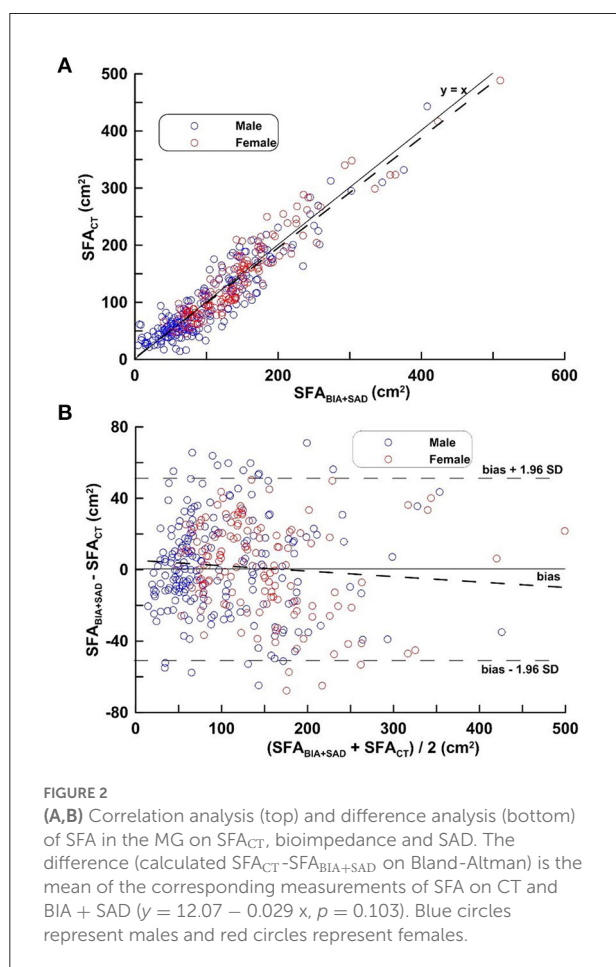 A
500
400
300
200
100
0
SFA_CT (cm²)
Male
Female
y = x
0
200
400
600
SFA_BIA+SAD (cm²)
B
80
40
0
-40
-80
SFA_BIA+SAD - SFA_CT (cm²)
Male
Female
bias + 1.96 SD
bias
bias - 1.96 SD
0
100
200
300
400
500
(SFA_BIA+SAD + SFA_CT) / 2 (cm²)
FIGURE 2
(A,B) Correlation analysis (top) and difference analysis (bottom)
of SFA in the MG on SFA_CT, bioimpedance and SAD. The
difference (calculated SFA_CT-SFA_BIA+SAD on Bland-Altman) is the
mean of the corresponding measurements of SFA on CT and
BIA + SAD (y = 12.07 − 0.029 x, p = 0.103). Blue circles
represent males and red circles represent females.